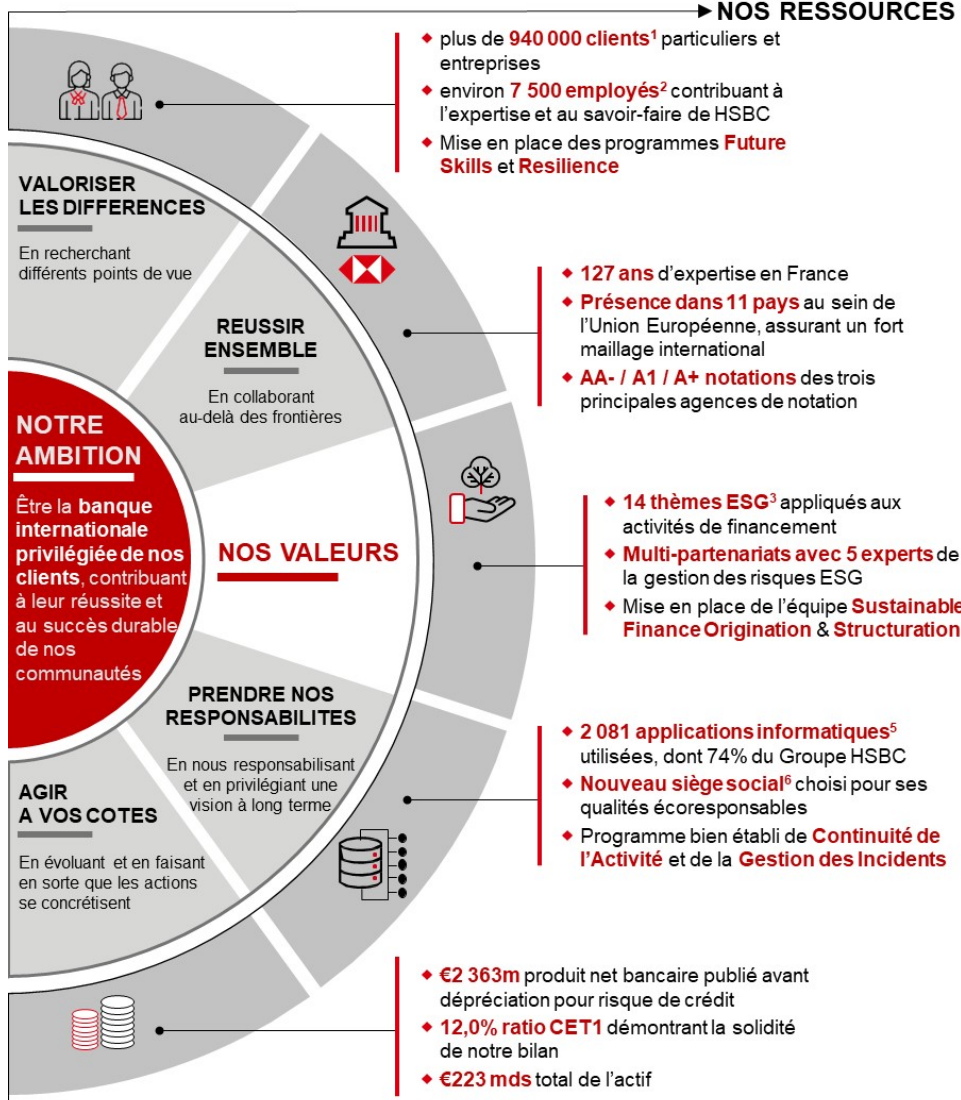 NOS RESSOURCES
plus de 940 000 clients¹ particuliers et
entreprises
environ 7 500 employés² contribuant à
l'expertise et au savoir-faire de HSBC
Mise en place des programmes Future
Skills et Resilience
VALORISER
LES DIFFERENCES
En recherchant
différents points de vue
127 ans d'expertise en France
Présence dans 11 pays au sein de
l'Union Européenne, assurant un fort
maillage international
AA- / A1 / A+ notations des trois
principales agences de notation
REUSSIR
ENSEMBLE
En collaborant
au-delà des frontières
NOTRE
AMBITION
Être la banque
internationale
privilégiée de nos
clients, contribuant
à leur réussite et
au succès durable
de nos
communautés
NOS VALEURS
14 thèmes ESG³ appliqués aux
activités de financement
Multi-partenariats avec 5 experts de
la gestion des risques ESG
Mise en place de l'équipe Sustainable
Finance Origination & Structuration
PRENDRE NOS
RESPONSABILITES
En nous responsabilisant
et en privilégiant une
vision à long terme
2 081 applications informatiques⁵
utilisées, dont 74% du Groupe HSBC
Nouveau siège social⁶ choisi pour ses
qualités écoresponsables
Programme bien établi de Continuité de
l'Activité et de la Gestion des Incidents
AGIR
A VOS COTES
En évoluant et en faisant
en sorte que les actions
se concrétisent
€2 363m produit net bancaire publié avant
dépréciation pour risque de crédit
12,0% ratio CET1 démontrant la solidité
de notre bilan
€223 mds total de l'actif